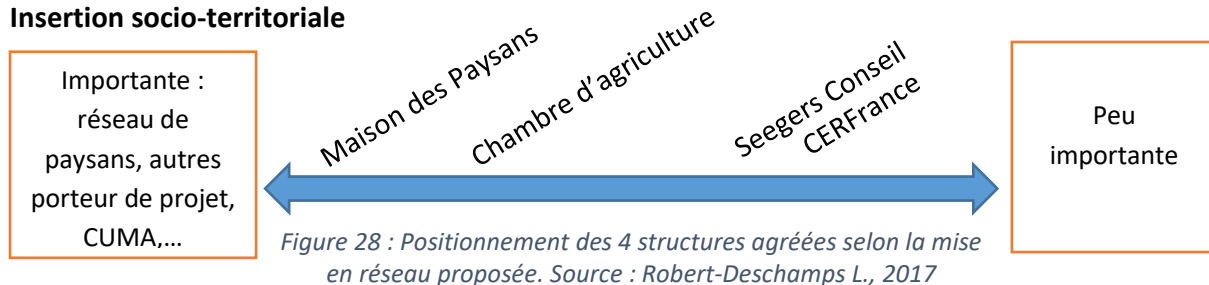 Insertion socio-territoriale
Importante :
réseau de
paysans, autres
porteur de projet,
CUMA,…
Maison des Paysans
Chambre d’agriculture
Seegers Conseil
CERFrance
Peu
importante
Figure 28 : Positionnement des 4 structures agréées selon la mise
en réseau proposée. Source : Robert-Deschamps L., 2017